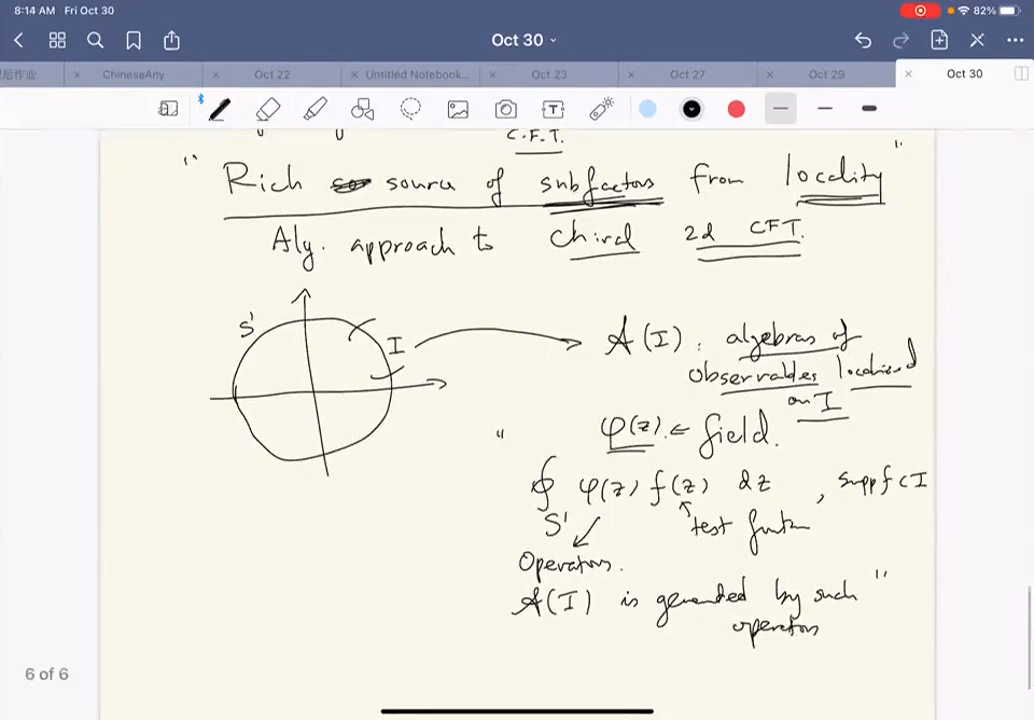 8:14 AM Fri Oct 30
82%
Oct 30
ChineseAny
Oct 22
Untitled Notebook...
Oct 23
Oct 27
Oct 29
Oct 30
C.F.T.
" Rich source of subfactors from locality "
Alg. approach to chiral 2d CFT.
S'
I
A(I). algebras of
observables localized
on I
" φ(z). ← field.
∮ φ(z) f(z) dz , supp f ⊂ I
S'
test function
Operators.
A(I) is generated by such "
operators
6 of 6